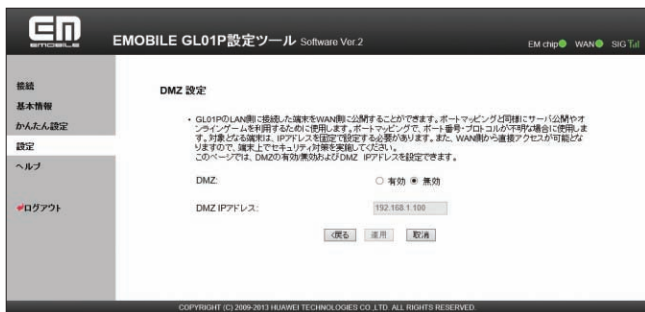 EM
EMOBILE
EMOBILE GL01P設定ツール Software Ver.2
EM chip WAN SIG
接続
基本情報
かんたん設定
設定
ヘルプ
ログアウト
DMZ 設定
・GL01PのLAN側に接続した端末をWAN側に公開することができます。ポートマッピングと同様にサーバ公開やオ
ンラインゲームを利用するために使用します。ポートマッピングで、ポート番号・プロトコルが不明な場合に使用しま
す。対象となる端末は、IPアドレスを固定で設定する必要があります。また、WAN側から直接アクセスが可能とな
りますので、端末上でセキュリティ対策を実施してください。
このページでは、DMZの有効/無効およびDMZ IPアドレスを設定できます。
DMZ: 有効 無効
DMZ IPアドレス: 192.168.1.100
<戻る 適用 取消
COPYRIGHT (C) 2009-2013 HUAWEI TECHNOLOGIES CO.,LTD. ALL RIGHTS RESERVED